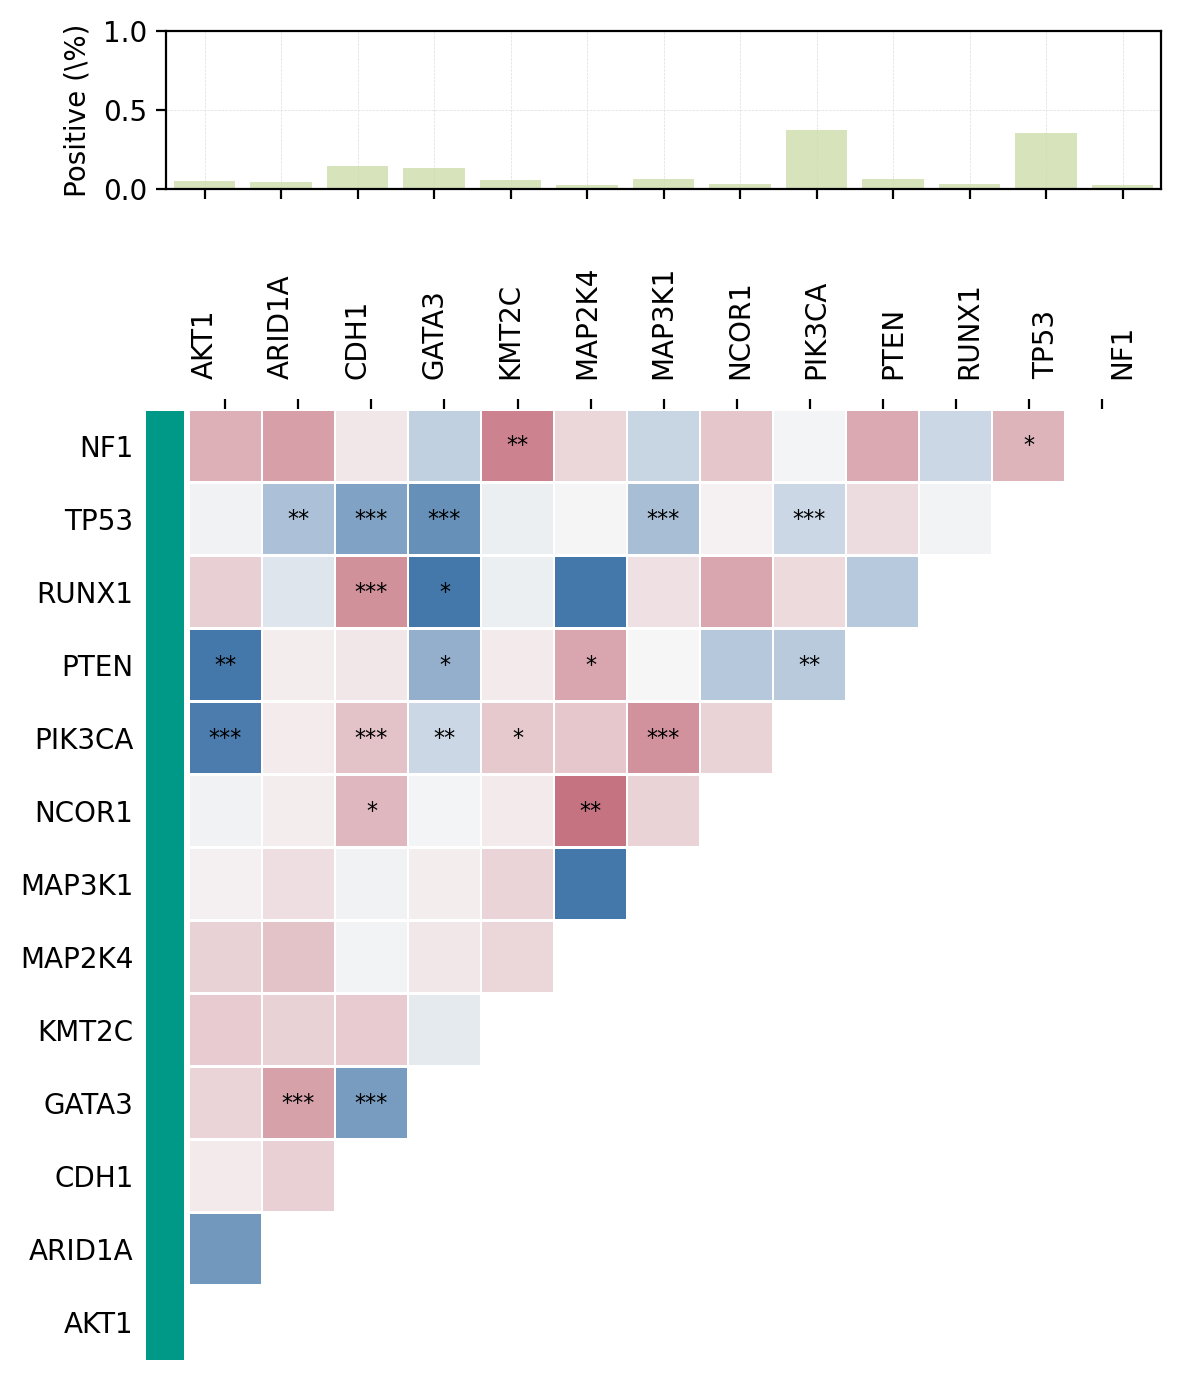 1.0
0.5
0.0
Positive (\%)
AKT1
ARID1A
CDH1
GATA3
KMT2C
MAP2K4
MAP3K1
NCOR1
PIK3CA
PTEN
RUNX1
TP53
NF1
NF1 ** *
TP53 ** *** *** *** ***
RUNX1 *** *
PTEN ** * * **
PIK3CA *** *** ** * ***
NCOR1 * **
MAP3K1
MAP2K4
KMT2C
GATA3 *** ***
CDH1
ARID1A
AKT1